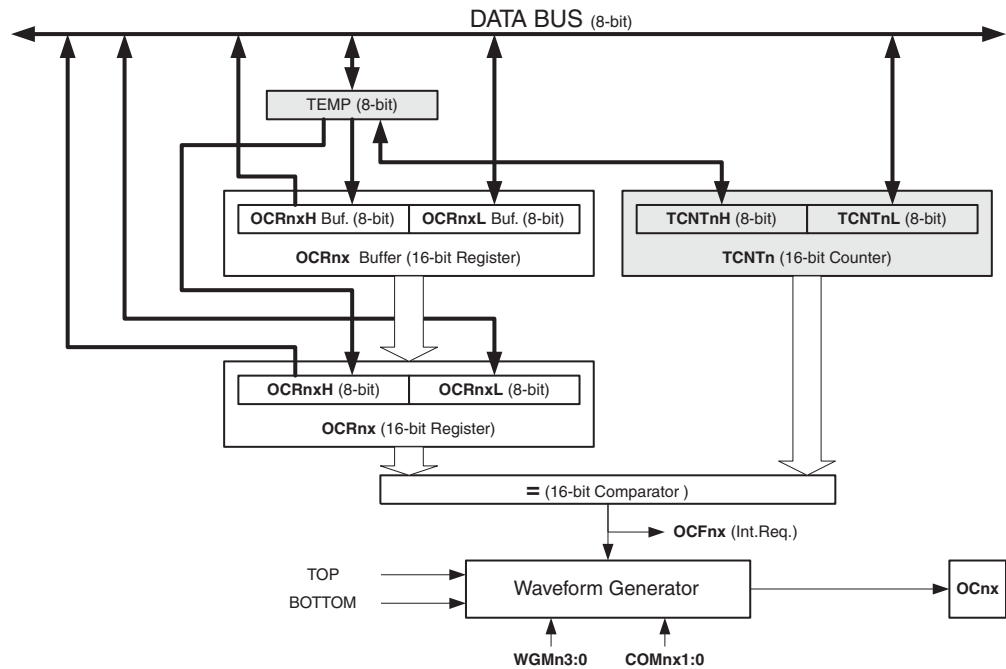 DATA BUS (8-bit)
TEMP (8-bit)
OCRnxH Buf. (8-bit) OCRnxL Buf. (8-bit)
OCRnx Buffer (16-bit Register)
TCNTnH (8-bit) TCNTnL (8-bit)
TCNTn (16-bit Counter)
OCRnxH (8-bit) OCRnxL (8-bit)
OCRnx (16-bit Register)
= (16-bit Comparator )
OCFnx (Int.Req.)
TOP
BOTTOM
Waveform Generator
OCnx
WGMn3:0 COMnx1:0